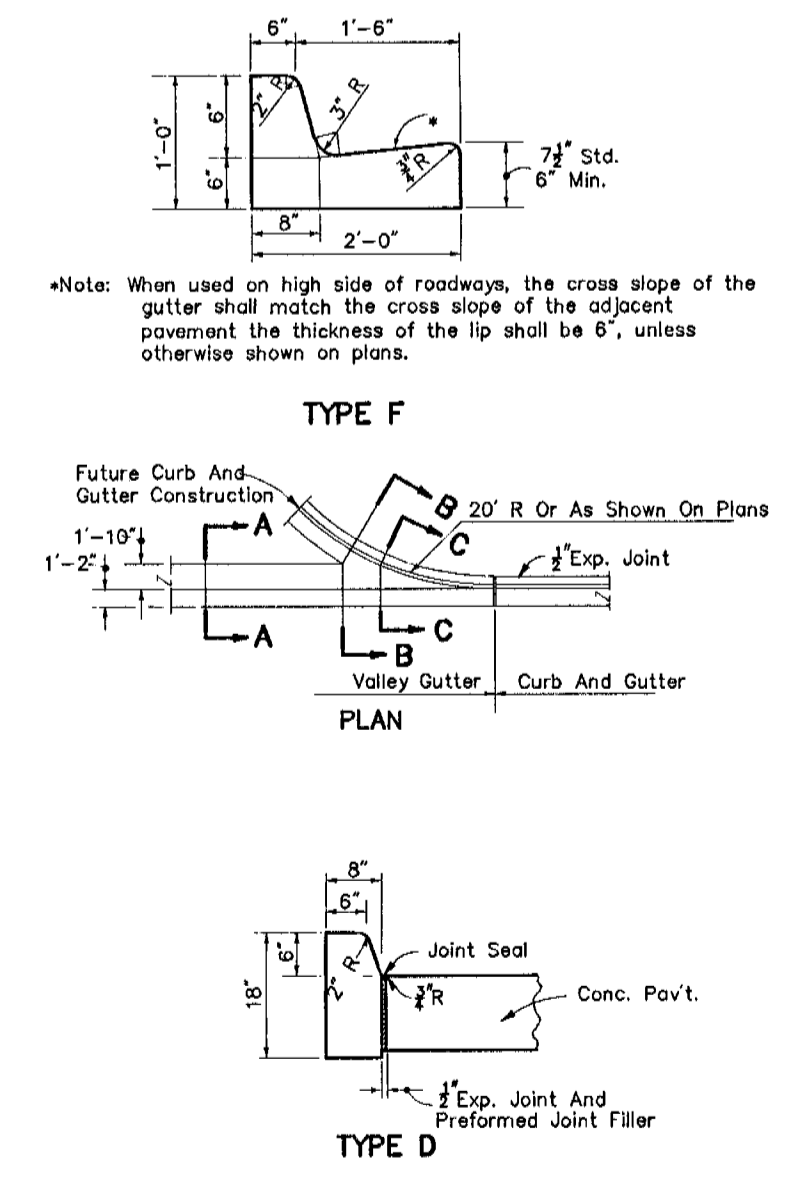 6" 1'-6"
2" R
3" R
*
1'-0" 6"
6"
3/4" R
7 1/2" Std.
6" Min.
8"
2'-0"
*Note: When used on high side of roadways, the cross slope of the
gutter shall match the cross slope of the adjacent
pavement the thickness of the lip shall be 6", unless
otherwise shown on plans.
TYPE F
Future Curb And
Gutter Construction
B
20' R Or As Shown On Plans
A
C
1'-10"
1'-2"
1/2" Exp. Joint
A
C
B
Valley Gutter
Curb And Gutter
PLAN
8"
6"
6"
R
2"
18"
Joint Seal
3/4" R
Conc. Pav't.
1/2" Exp. Joint And
Preformed Joint Filler
TYPE D